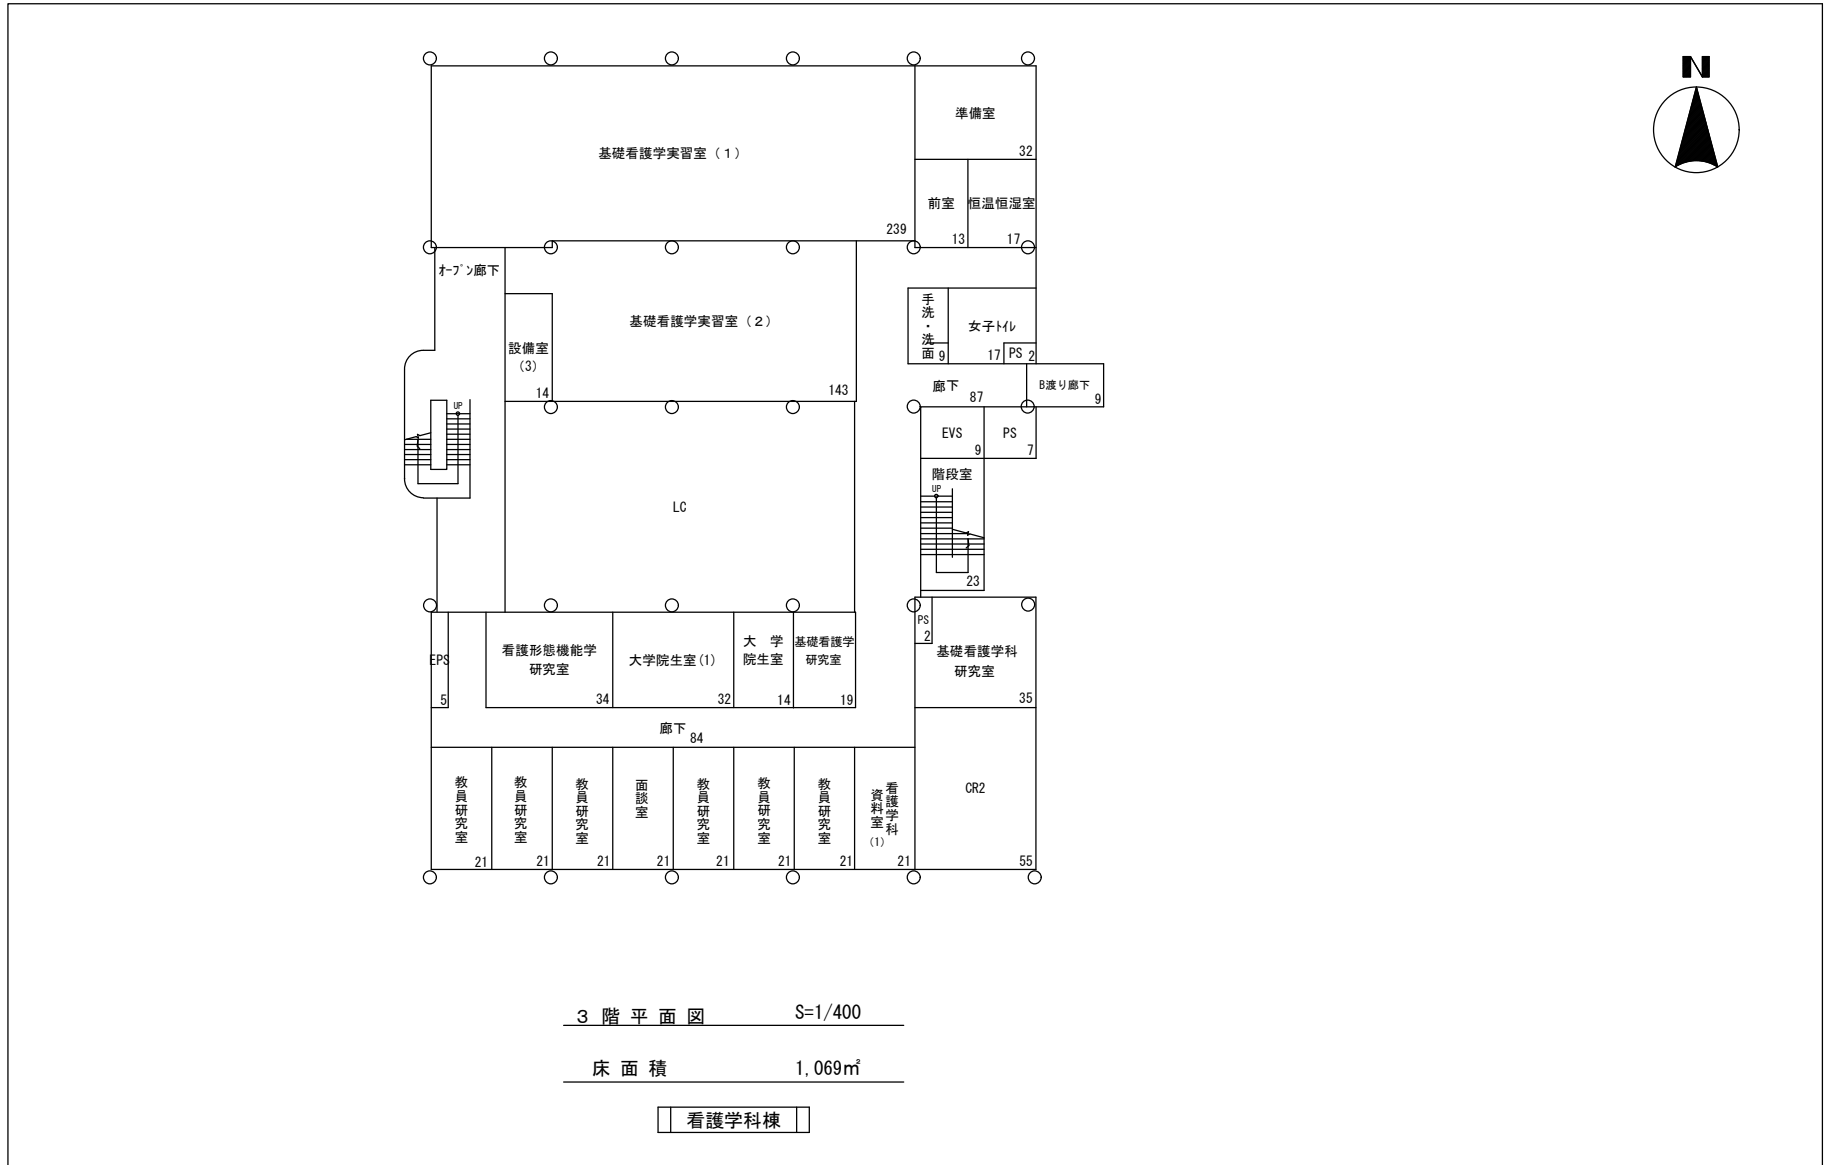 N
準備室
32
基礎看護学実習室(1)
239
前室
13
恒温恒湿室
17
オープン廊下
基礎看護学実習室(2)
143
設備室
(3)
14
手洗・洗面
9
女子トイレ
17
PS
2
廊下
87
B渡り廊下
9
UP
EVS
9
PS
7
階段室
UP
23
LC
EPS
5
看護形態機能学
研究室
34
大学院生室(1)
32
大 学
院生室
14
基礎看護学
研究室
19
PS
2
基礎看護学科
研究室
35
廊下
84
教員研究室
21
教員研究室
21
教員研究室
21
面談室
21
教員研究室
21
教員研究室
21
教員研究室
21
看護学科
資料室
(1)
21
CR2
55
3 階 平 面 図 S=1/400
床 面 積 1,069㎡
看護学科棟